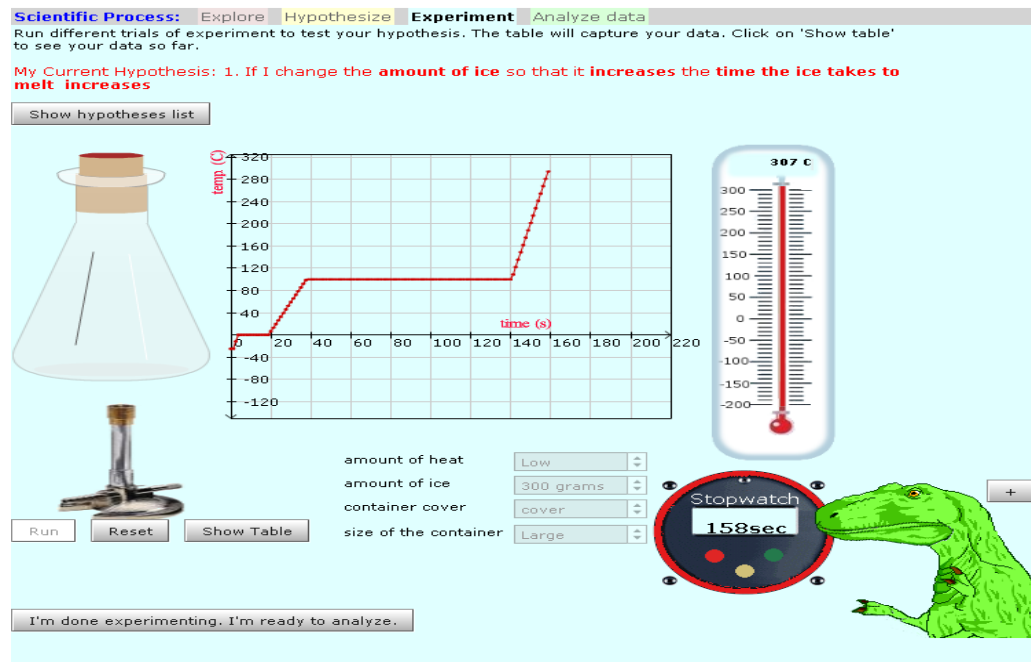 Scientific Process: Explore Hypothesize Experiment Analyze data
Run different trials of experiment to test your hypothesis. The table will capture your data. Click on 'Show table'
to see your data so far.
My Current Hypothesis: 1. If I change the amount of ice so that it increases the time the ice takes to
melt increases
Show hypotheses list
temp. (C)
320
280
240
200
160
120
80
40
-40
-80
-120
time (s)
0 20 40 60 80 100 120 140 160 180 200 220
307 C
300
250
200
150
100
50
0
-50
-100
-150
-200
amount of heat Low
amount of ice 300 grams
container cover cover
size of the container Large
Run Reset Show Table
Stopwatch
158sec
+
I'm done experimenting. I'm ready to analyze.